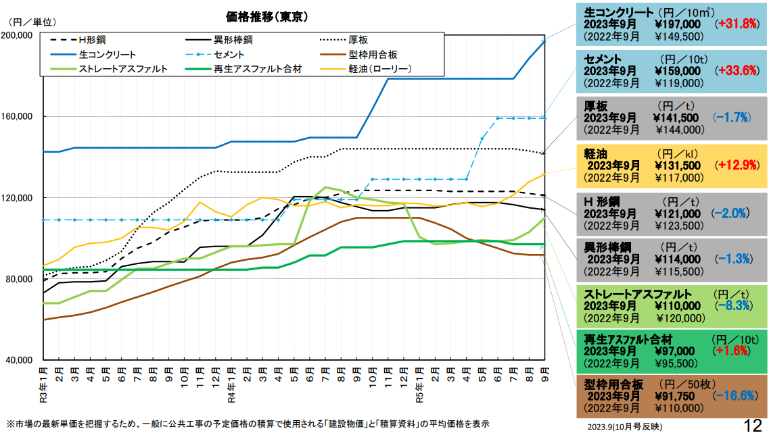 価格推移（東京）
（円／単位）
H形鋼
異形棒鋼
厚板
生コンクリート
セメント
型枠用合板
ストレートアスファルト
再生アスファルト合材
軽油（ローリー）
200,000
160,000
120,000
80,000
40,000
R3年1月 2月 3月 4月 5月 6月 7月 8月 9月 10月 11月 12月 R4年1月 2月 3月 4月 5月 6月 7月 8月 9月 10月 11月 12月 R5年1月 2月 3月 4月 5月 6月 7月 8月 9月
生コンクリート （円／10㎥）
2023年9月 ¥197,000 （+31.8%）
（2022年9月 ¥149,500）
セメント （円／10t）
2023年9月 ¥159,000 （+33.6%）
（2022年9月 ¥119,000）
厚板 （円／t）
2023年9月 ¥141,500 （−1.7%）
（2022年9月 ¥144,000）
軽油 （円／kl）
2023年9月 ¥131,500 （+12.9%）
（2022年9月 ¥117,000）
H 形鋼 （円／t）
2023年9月 ¥121,000 （−2.0%）
（2022年9月 ¥123,500）
異形棒鋼 （円／t）
2023年9月 ¥114,000 （−1.3%）
（2022年9月 ¥115,500）
ストレートアスファルト （円／t）
2023年9月 ¥110,000 （−8.3%）
（2022年9月 ¥120,000）
再生ｱｽﾌｧﾙﾄ合材 （円／10t）
2023年9月 ¥97,000 （+1.6%）
（2022年9月 ¥95,500）
型枠用合板 （円／50枚）
2023年9月 ¥91,750 （−16.6%）
（2022年9月 ¥110,000）
※市場の最新単価を把握するため、一般に公共工事の予定価格の積算で使用される「建設物価」と「積算資料」の平均価格を表示
2023.9(10月号反映)
12